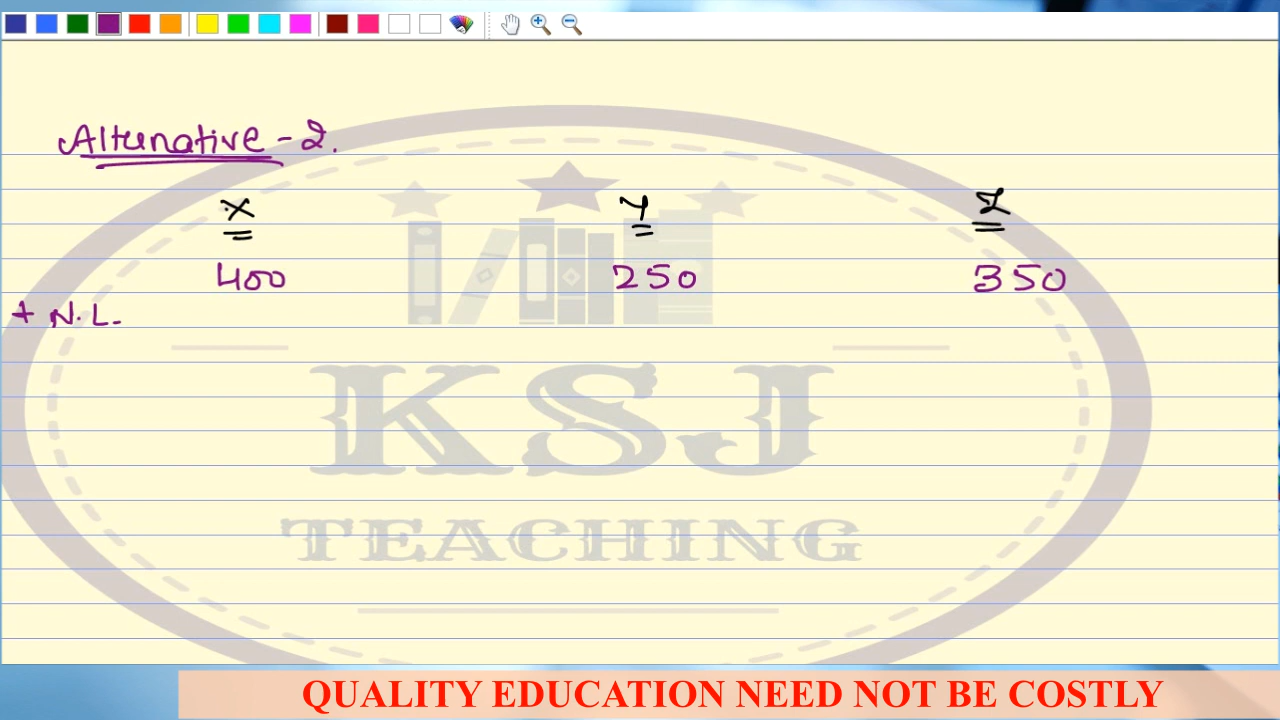 Alternative - 2.
X Y Z
400 250 350
+ N.L.
KSJ
TEACHING
QUALITY EDUCATION NEED NOT BE COSTLY